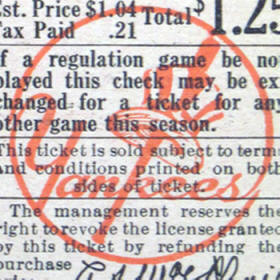 Est. Price $1.04 Total $1.25
Tax Paid .21
If a regulation game be not
played this check may be ex-
changed for a ticket for any
other game this season.
This ticket is sold subject to terms
and conditions printed on both
sides of ticket.
Yankees
The management reserves the
right to revoke the license granted
by this ticket by refunding the
purchase